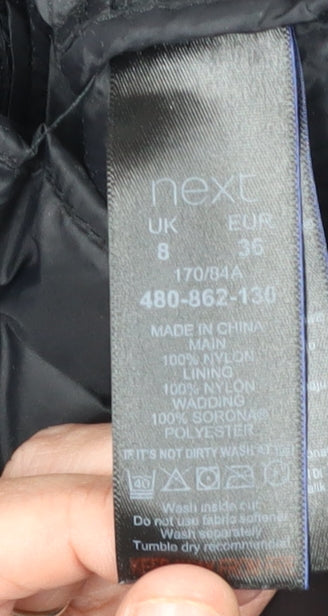 next
UK EUR
8 36
170/84A
480-862-136
MADE IN CHINA
MAIN
100% NYLON
LINING
100% NYLON
WADDING
100% SORONA®
POLYESTER
IF IT'S NOT DIRTY WASH AT
40
Wash inside out
Do not use fabric softener
Wash separately
Tumble dry recommended
KEEP